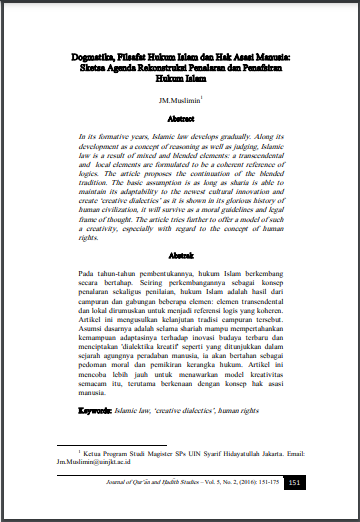 Dogmatika, Filsafat Hukum Islam dan Hak Asasi Manusia:
Sketsa Agenda Rekonstruksi Penalaran dan Penafsiran
Hukum Islam
JM.Muslimin1
Abstract
In its formative years, Islamic law develops gradually. Along its
development as a concept of reasoning as well as judging, Islamic
law is a result of mixed and blended elements: a transcendental
and local elements are formulated to be a coherent reference of
logics. The article proposes the continuation of the blended
tradition. The basic assumption is as long as sharia is able to
maintain its adaptability to the newest cultural innovation and
create ‘creative dialectics’ as it is shown in its glorious history of
human civilization, it will survive as a moral guidelines and legal
frame of thought. The article tries further to offer a model of such
a creativity, especially with regard to the concept of human
rights.
Abstrak
Pada tahun-tahun pembentukannya, hukum Islam berkembang
secara bertahap. Seiring perkembangannya sebagai konsep
penalaran sekaligus penilaian, hukum Islam adalah hasil dari
campuran dan gabungan beberapa elemen: elemen transendental
dan lokal dirumuskan untuk menjadi referensi logis yang koheren.
Artikel ini mengusulkan kelanjutan tradisi campuran tersebut.
Asumsi dasarnya adalah selama shariah mampu mempertahankan
kemampuan adaptasinya terhadap inovasi budaya terbaru dan
menciptakan 'dialektika kreatif' seperti yang ditunjukkan dalam
sejarah agungnya peradaban manusia, ia akan bertahan sebagai
pedoman moral dan pemikiran kerangka hukum. Artikel ini
mencoba lebih jauh untuk menawarkan model kreativitas
semacam itu, terutama berkenaan dengan konsep hak asasi
manusia.
Keywords: Islamic law, ‘creative dialectics’, human rights
1 Ketua Program Studi Magister SPs UIN Syarif Hidayatullah Jakarta. Email:
Jm.Muslimin@uinjkt.ac.id
Journal of Qur’ān and Hadīth Studies – Vol. 5, No. 2, (2016): 151-175 151